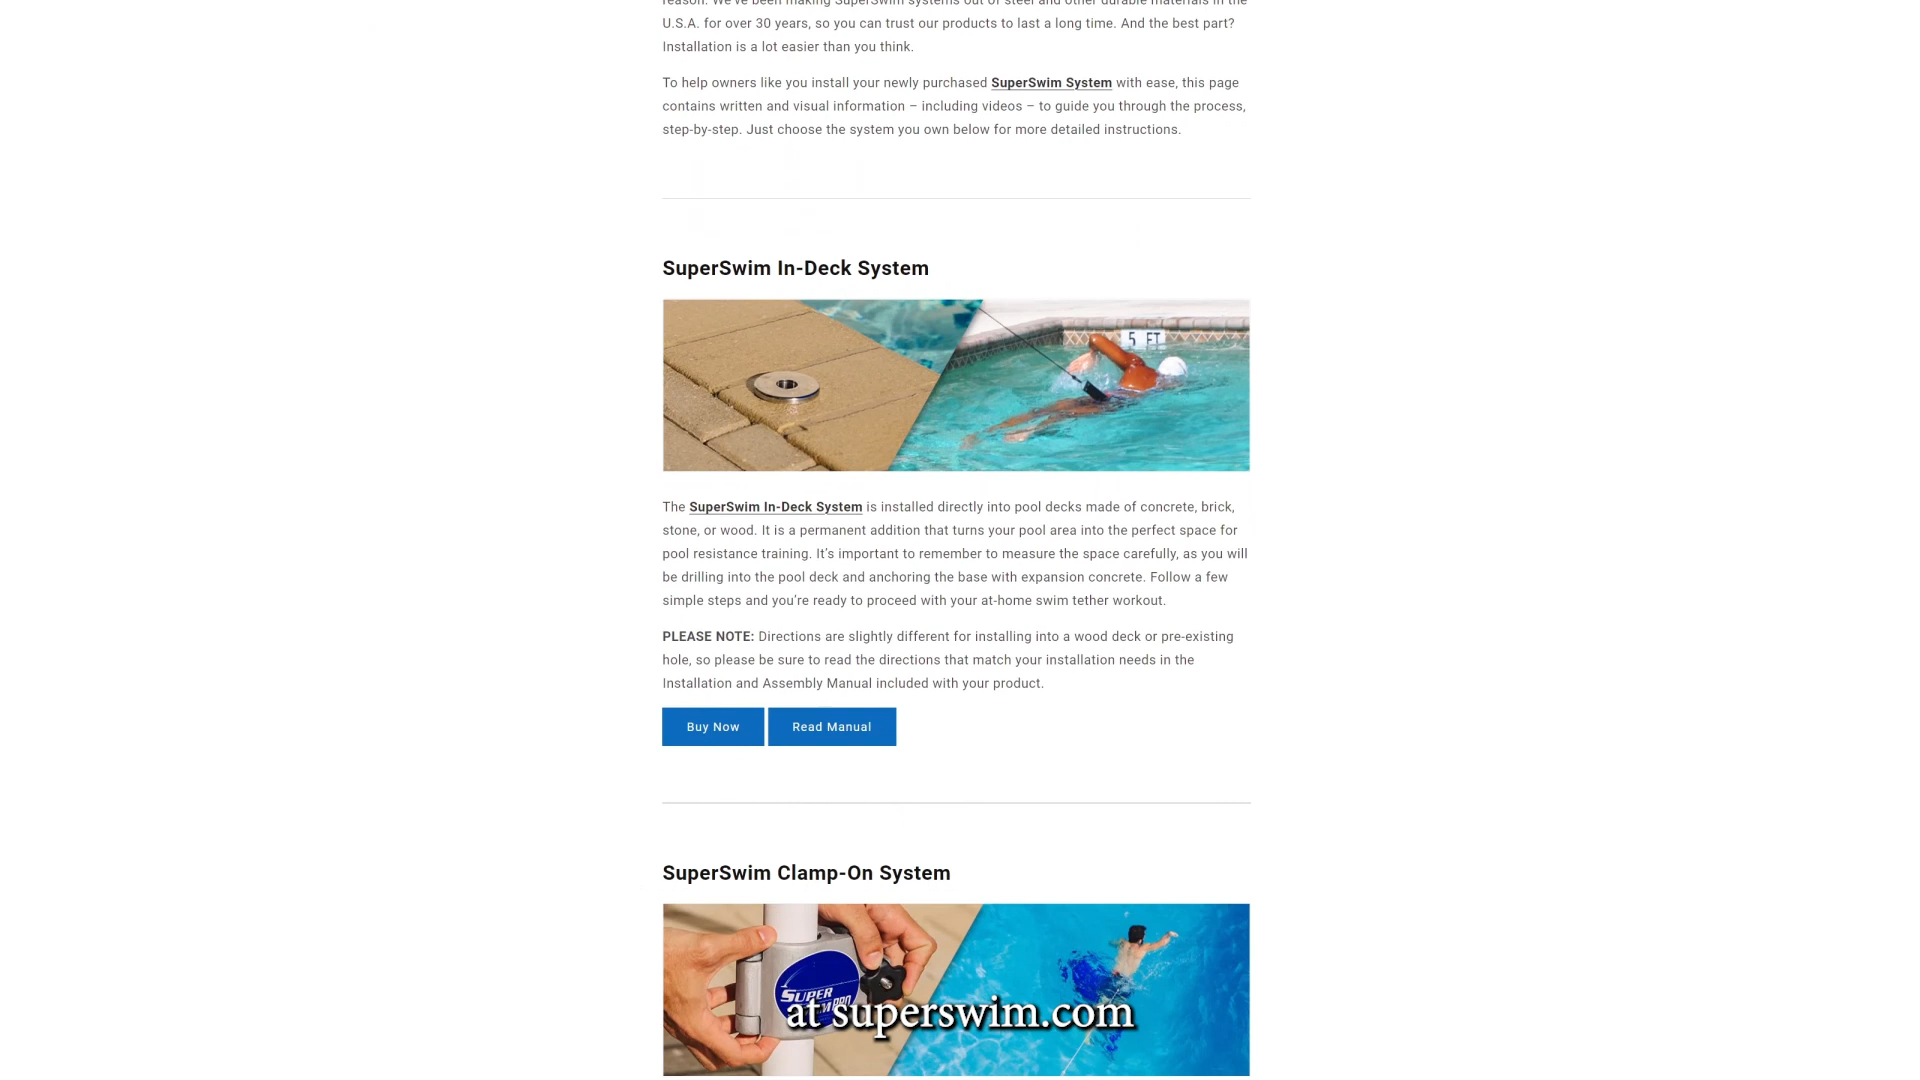 U.S.A. for over 30 years, so you can trust our products to last a long time. And the best part?
Installation is a lot easier than you think.
To help owners like you install your newly purchased SuperSwim System with ease, this page
contains written and visual information – including videos – to guide you through the process,
step-by-step. Just choose the system you own below for more detailed instructions.
SuperSwim In-Deck System
5 FT
The SuperSwim In-Deck System is installed directly into pool decks made of concrete, brick,
stone, or wood. It is a permanent addition that turns your pool area into the perfect space for
pool resistance training. It’s important to remember to measure the space carefully, as you will
be drilling into the pool deck and anchoring the base with expansion concrete. Follow a few
simple steps and you’re ready to proceed with your at-home swim tether workout.
PLEASE NOTE: Directions are slightly different for installing into a wood deck or pre-existing
hole, so please be sure to read the directions that match your installation needs in the
Installation and Assembly Manual included with your product.
Buy Now Read Manual
SuperSwim Clamp-On System
SUPER
at superswim.com